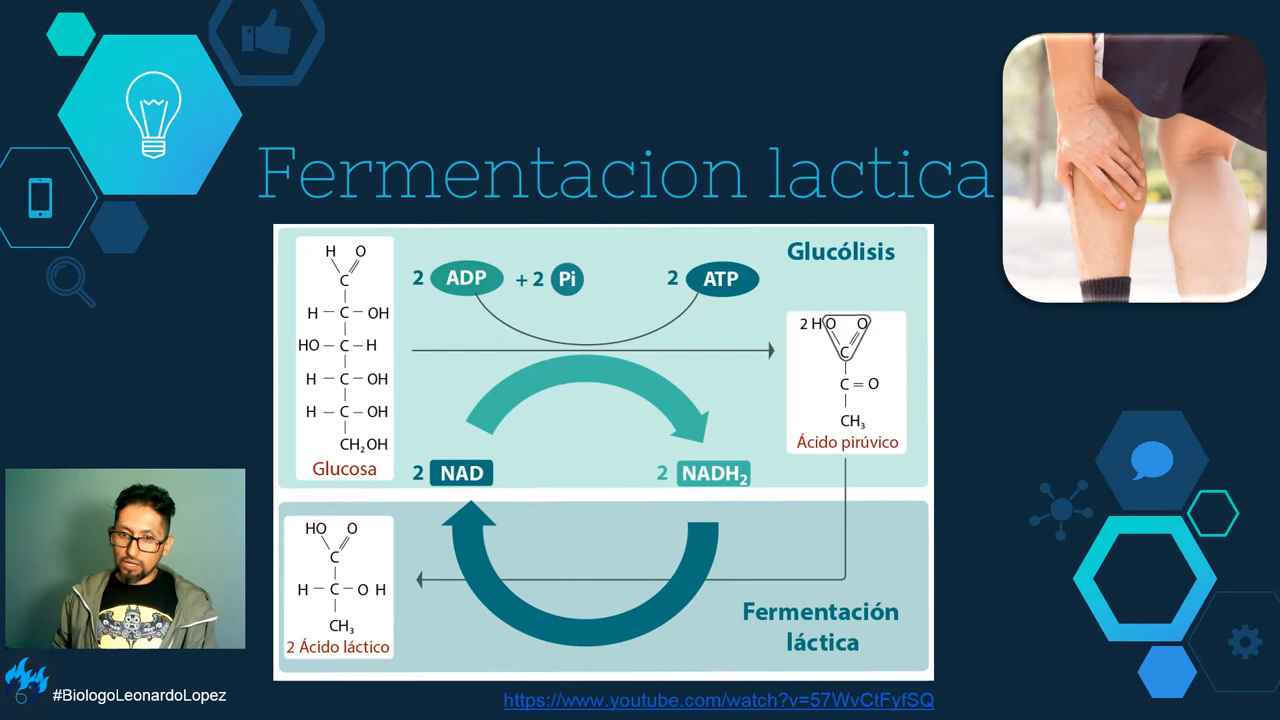 Fermentacion lactica
Glucólisis
2 ADP + 2 Pi 2 ATP
H O
C
H - C - OH
HO - C - H
H - C - OH
H - C - OH
CH₂OH
Glucosa
2 HO O
C
C = O
CH₃
Ácido pirúvico
2 NAD 2 NADH₂
HO O
C
H - C - O H
CH₃
2 Ácido láctico
Fermentación
láctica
#BiologoLeonardoLopez
https://www.youtube.com/watch?v=57WvCtFyfSQ